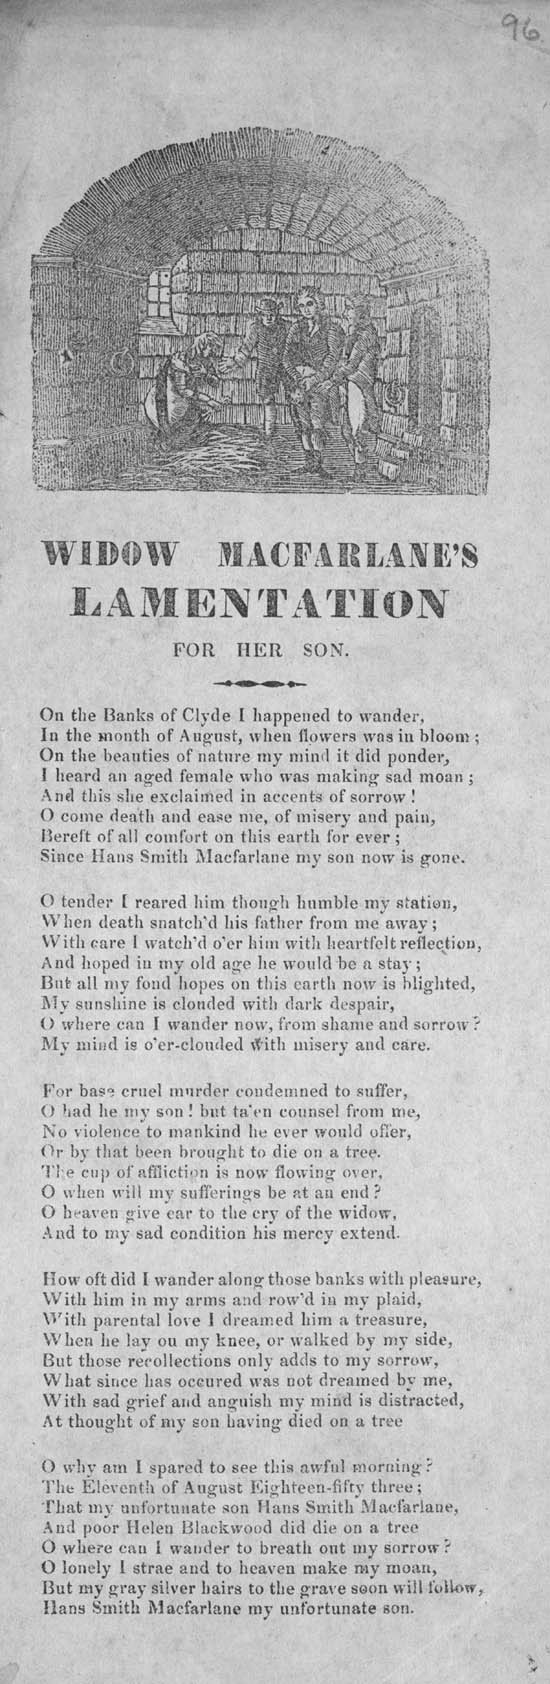 96
WIDOW MACFARLANE'S
LAMENTATION
FOR HER SON.
On the Banks of Clyde I happened to wander,
In the month of August, when flowers was in bloom ;
On the beauties of nature my mind it did ponder,
I heard an aged female who was making sad moan ;
And this she exclaimed in accents of sorrow !
O come death and ease me, of misery and pain,
Bereft of all comfort on this earth for ever ;
Since Hans Smith Macfarlane my son now is gone.
O tender I reared him though humble my station,
When death snatch'd his father from me away ;
With care I watch'd o'er him with heartfelt reflection,
And hoped in my old age he would be a stay ;
But all my fond hopes on this earth now is blighted,
My sunshine is clouded with dark despair,
O where can I wander now, from shame and sorrow ?
My mind is o'er-clouded with misery and care.
For base cruel murder condemned to suffer,
O had he my son ! but ta'en counsel from me,
No violence to mankind he ever would offer,
Or by that been brought to die on a tree.
The cup of affliction is now flowing over,
O when will my sufferings be at an end ?
O heaven give ear to the cry of the widow,
And to my sad condition his mercy extend.
How oft did I wander along those banks with pleasure,
With him in my arms and row'd in my plaid,
With parental love I dreamed him a treasure,
When he lay ou my knee, or walked by my side,
But those recollections only adds to my sorrow,
What since has occured was not dreamed by me,
With sad grief and anguish my mind is distracted,
At thought of my son having died on a tree
O why am I spared to see this awful morning ?
The Eleventh of August Eighteen-fifty three ;
That my unfortunate son Hans Smith Macfarlane,
And poor Helen Blackwood did die on a tree
O where can I wander to breath out my sorrow ?
O lonely I strae and to heaven make my moan,
But my gray silver hairs to the grave soon will follow,
Hans Smith Macfarlane my unfortunate son.